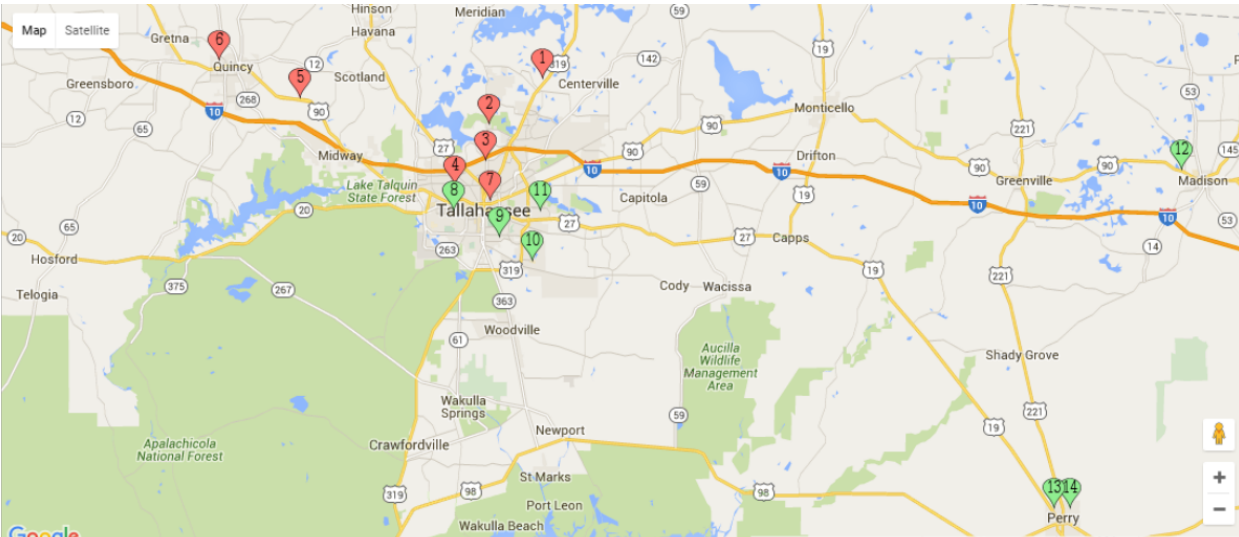 Hinson
Meridian
59
Map
Satellite
Gretna
Havana
6
Quincy
12
5
Scotland
1
319
142
Centerville
19
Greensboro
268
90
2
Monticello
53
10
12
65
27
3
90
221
Midway
4
90
Drifton
12
145
7
10
10
90
90
Greenville
Madison
Lake Talquin
State Forest
8
11
Capitola
59
19
20
Tallahassee
9
27
10
10
53
20
263
10
27
Capps
14
Hosford
319
19
221
375
267
363
Cody
Wacissa
Telogia
61
Woodville
Aucilla
Wildlife
Management
Area
Shady Grove
Wakulla
Springs
59
221
Apalachicola
National Forest
Crawfordville
Newport
19
St Marks
319
98
98
13
14
Port Leon
Perry
Wakulla Beach
Google
+
−